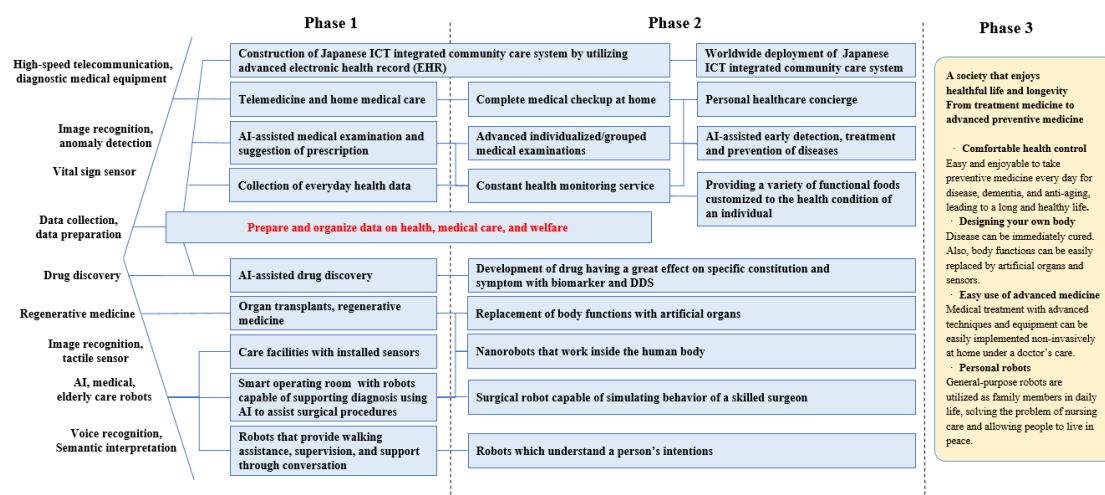 Phase 1
Phase 2
Phase 3
High-speed telecommunication,
diagnostic medical equipment
Image recognition,
anomaly detection
Vital sign sensor
Data collection,
data preparation
Drug discovery
Regenerative medicine
Image recognition,
tactile sensor
AI, medical,
elderly care robots
Voice recognition,
Semantic interpretation
Construction of Japanese ICT integrated community care system by utilizing
advanced electronic health record (EHR)
Worldwide deployment of Japanese
ICT integrated community care system
Telemedicine and home medical care
Complete medical checkup at home
Personal healthcare concierge
AI-assisted medical examination and
suggestion of prescription
Advanced individualized/grouped
medical examinations
AI-assisted early detection, treatment
and prevention of diseases
Collection of everyday health data
Constant health monitoring service
Providing a variety of functional foods
customized to the health condition of
an individual
Prepare and organize data on health, medical care, and welfare
AI-assisted drug discovery
Development of drug having a great effect on specific constitution and
symptom with biomarker and DDS
Organ transplants, regenerative
medicine
Replacement of body functions with artificial organs
Care facilities with installed sensors
Nanorobots that work inside the human body
Smart operating room with robots
capable of supporting diagnosis using
AI to assist surgical procedures
Surgical robot capable of simulating behavior of a skilled surgeon
Robots that provide walking
assistance, supervision, and support
through conversation
Robots which understand a person's intentions
A society that enjoys
healthful life and longevity
From treatment medicine to
advanced preventive medicine
· Comfortable health control
Easy and enjoyable to take
preventive medicine every day for
disease, dementia, and anti-aging,
leading to a long and healthy life.
· Designing your own body
Disease can be immediately cured.
Also, body functions can be easily
replaced by artificial organs and
sensors.
· Easy use of advanced medicine
Medical treatment with advanced
techniques and equipment can be
easily implemented non-invasively
at home under a doctor's care.
· Personal robots
General-purpose robots are
utilized as family members in daily
life, solving the problem of nursing
care and allowing people to live in
peace.